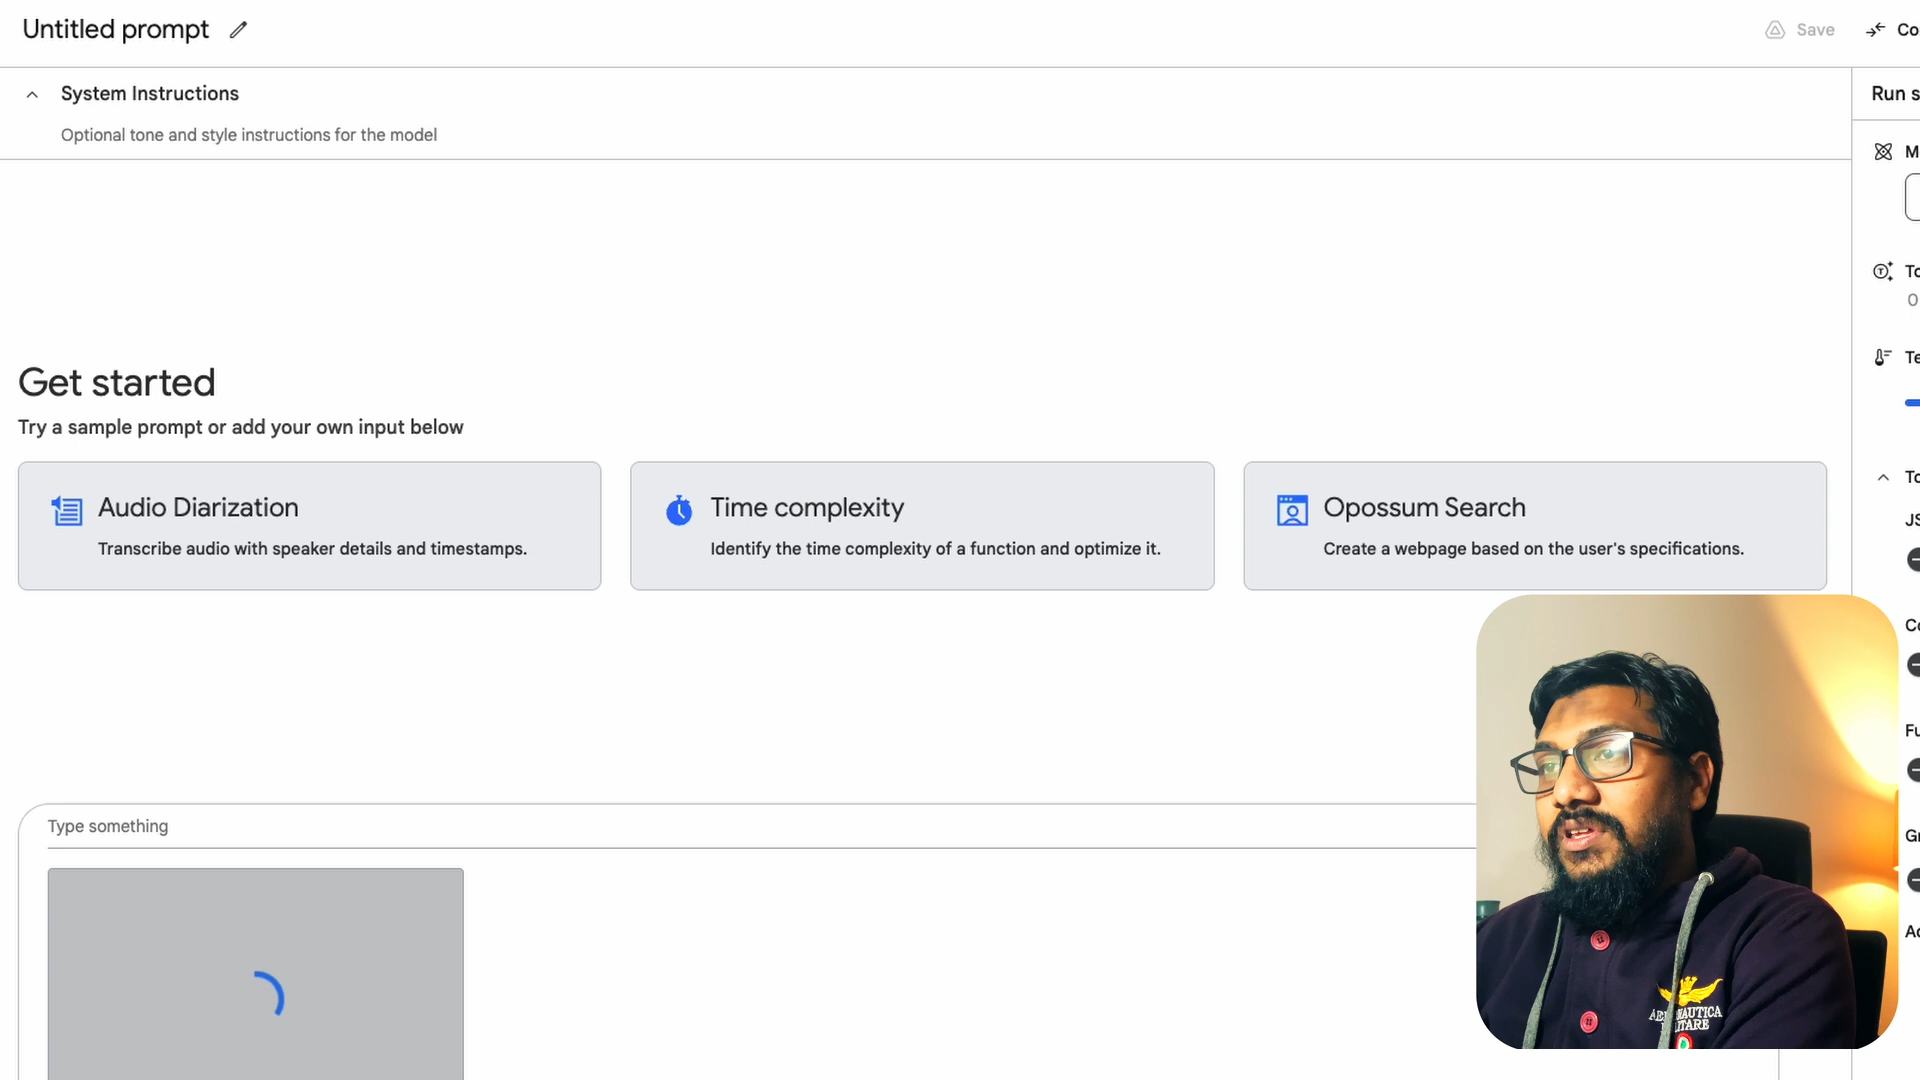 Untitled prompt
Save
System Instructions
Optional tone and style instructions for the model
Get started
Try a sample prompt or add your own input below
Audio Diarization
Transcribe audio with speaker details and timestamps.
Time complexity
Identify the time complexity of a function and optimize it.
Opossum Search
Create a webpage based on the user's specifications.
Type something
Run
0